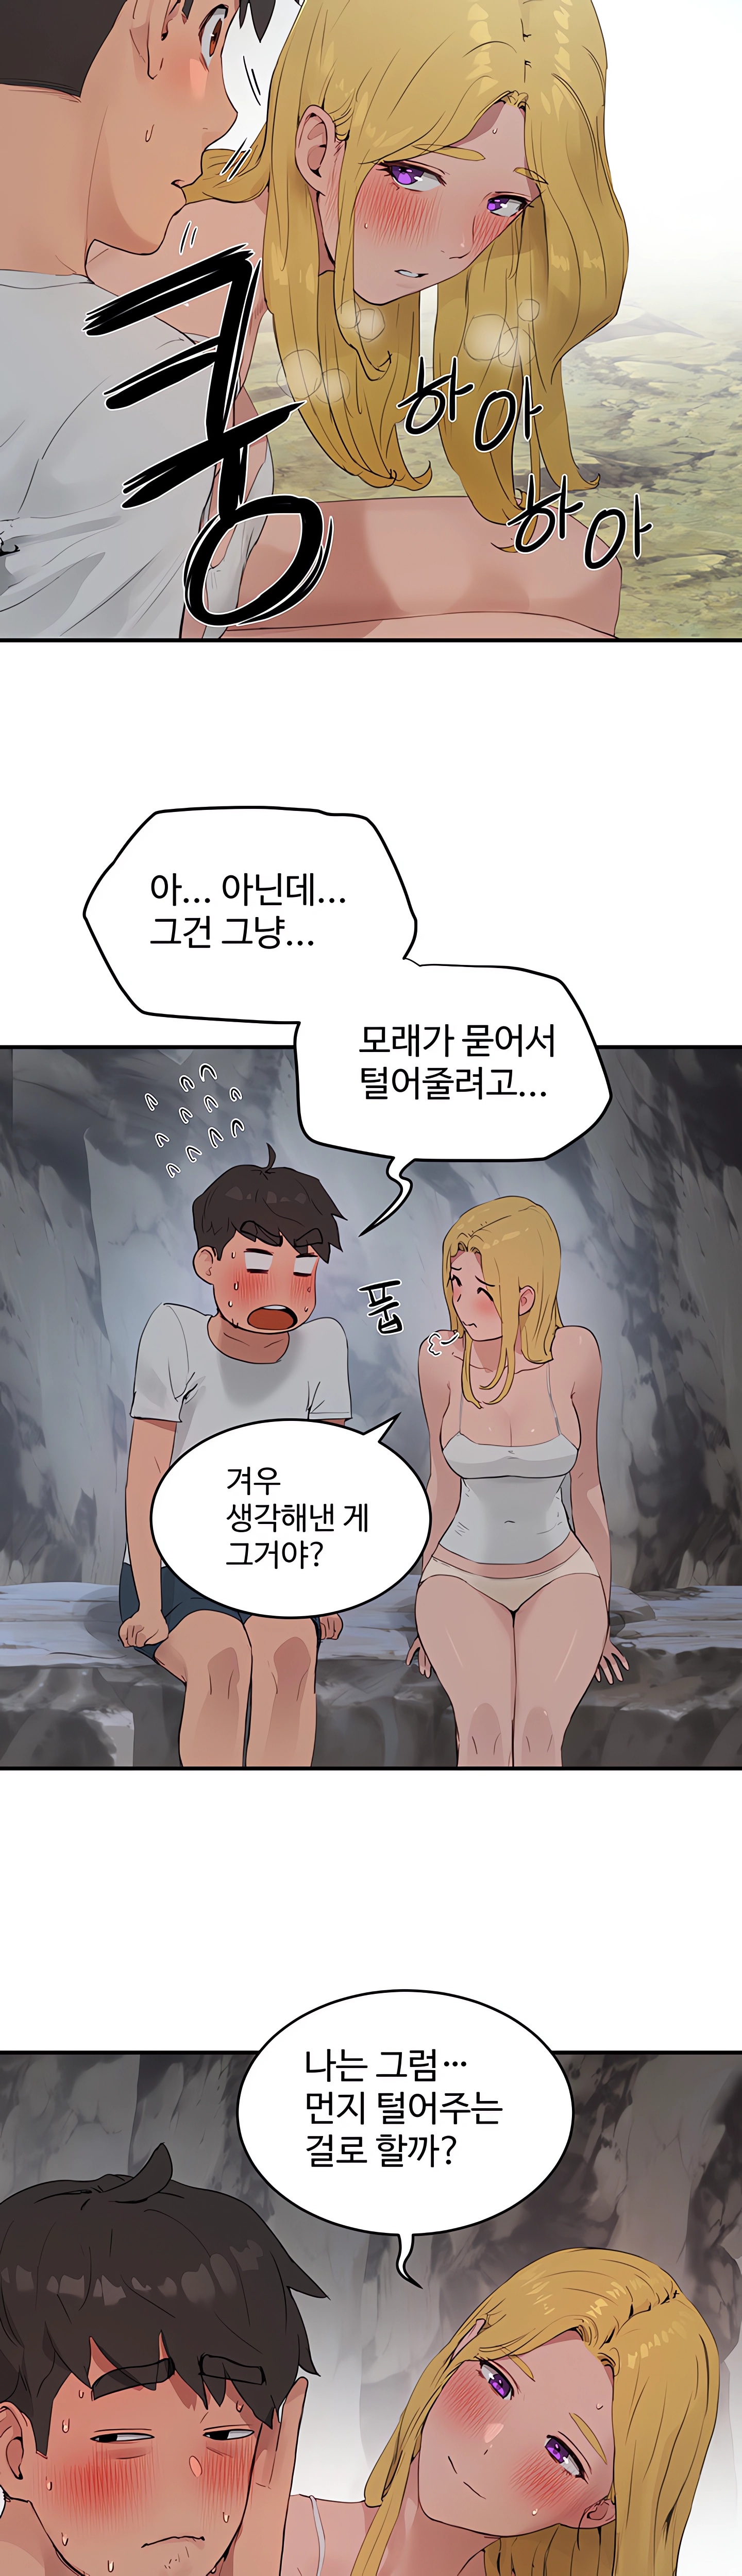 쿵
하아
하아
아... 아닌데...
그건 그냥...
모래가 묻어서
털어줄려고...
풉
겨우
생각해낸 게
그거야?
나는 그럼...
먼지 털어주는
걸로 할까?